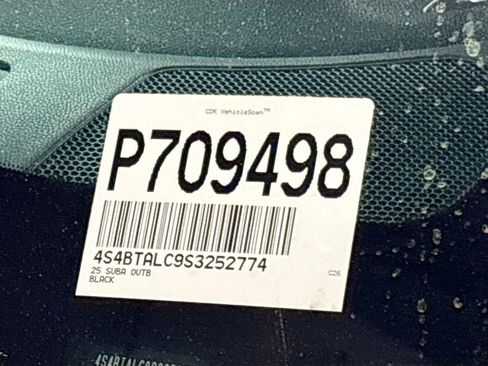 CDK VehicleScan™
P709498
4S4BTALC9S3252774
25 SUBA OUTB
BLACK
C26